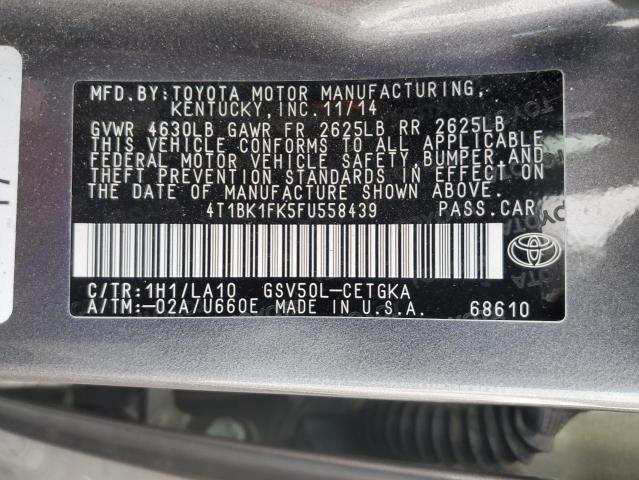 MFD.BY:TOYOTA MOTOR MANUFACTURING,
KENTUCKY,INC.11/14
GVWR 4630LB GAWR FR 2625LB RR 2625LB
THIS VEHICLE CONFORMS TO ALL APPLICABLE
FEDERAL MOTOR VEHICLE SAFETY,BUMPER,AND
THEFT PREVENTION STANDARDS IN EFFECT ON
THE DATE OF MANUFACTURE SHOWN ABOVE.
4T1BK1FK5FU558439 PASS.CAR
C/TR:1H1/LA10 GSV50L-CETGKA
A/TM:-02A/U660E MADE IN U.S.A. 68610